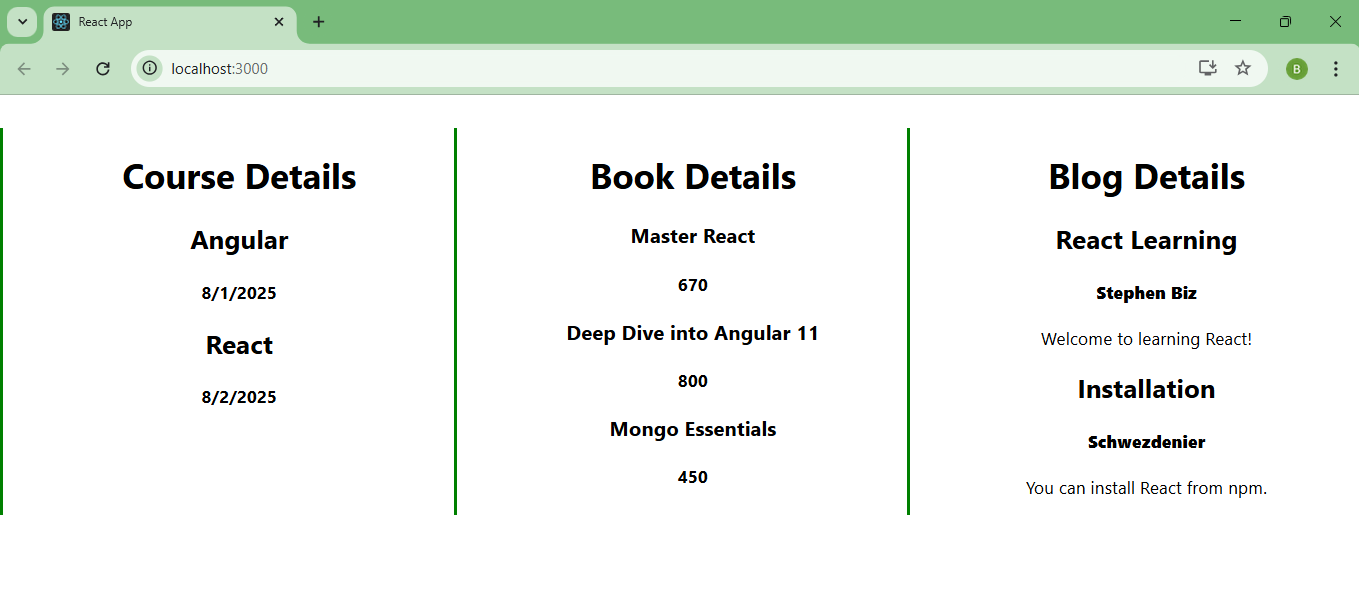 React App
localhost:3000
B
Course Details
Angular
8/1/2025
React
8/2/2025
Book Details
Master React
670
Deep Dive into Angular 11
800
Mongo Essentials
450
Blog Details
React Learning
Stephen Biz
Welcome to learning React!
Installation
Schwezdenier
You can install React from npm.